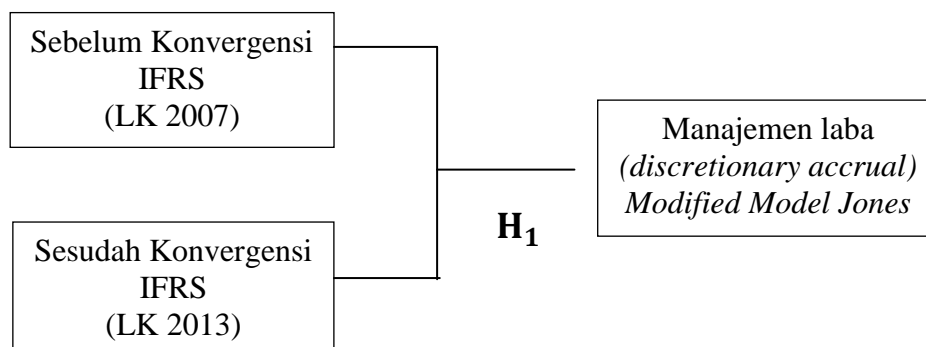 Sebelum Konvergensi
IFRS
(LK 2007)
Manajemen laba
(discretionary accrual)
Modified Model Jones
H₁
Sesudah Konvergensi
IFRS
(LK 2013)